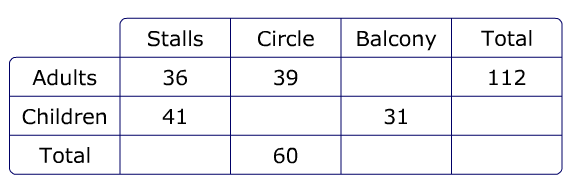 Stalls Circle Balcony Total
Adults 36 39 112
Children 41 31
Total 60